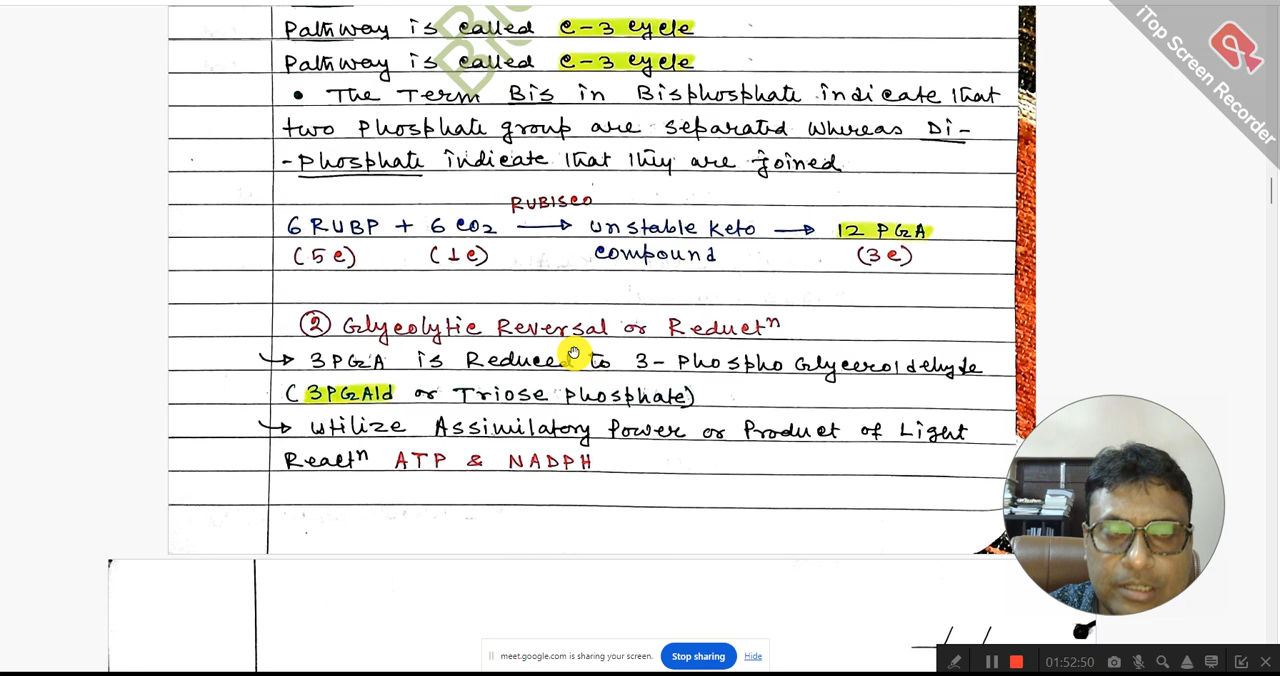 Pathway is called C-3 cycle
Pathway is called C-3 cycle
• The Term Bis in Bisphosphate indicate that
two phosphate group are separated whereas Di-
-phosphate indicate that they are joined
RUBISCO
6 RUBP + 6 CO2 → unstable keto → 12 PGA
(5C) (1C) compound (3C)
② Glycolytic Reversal or Reductⁿ
↪ 3PGA is Reduced to 3-Phospho Glyceroldehyde
(3PGAld or Triose phosphate)
↪ utilize Assimilatory Power or Product of Light
Reactⁿ ATP & NADPH
iTop Screen Recorder
meet.google.com is sharing your screen. Stop sharing Hide
01:52:50